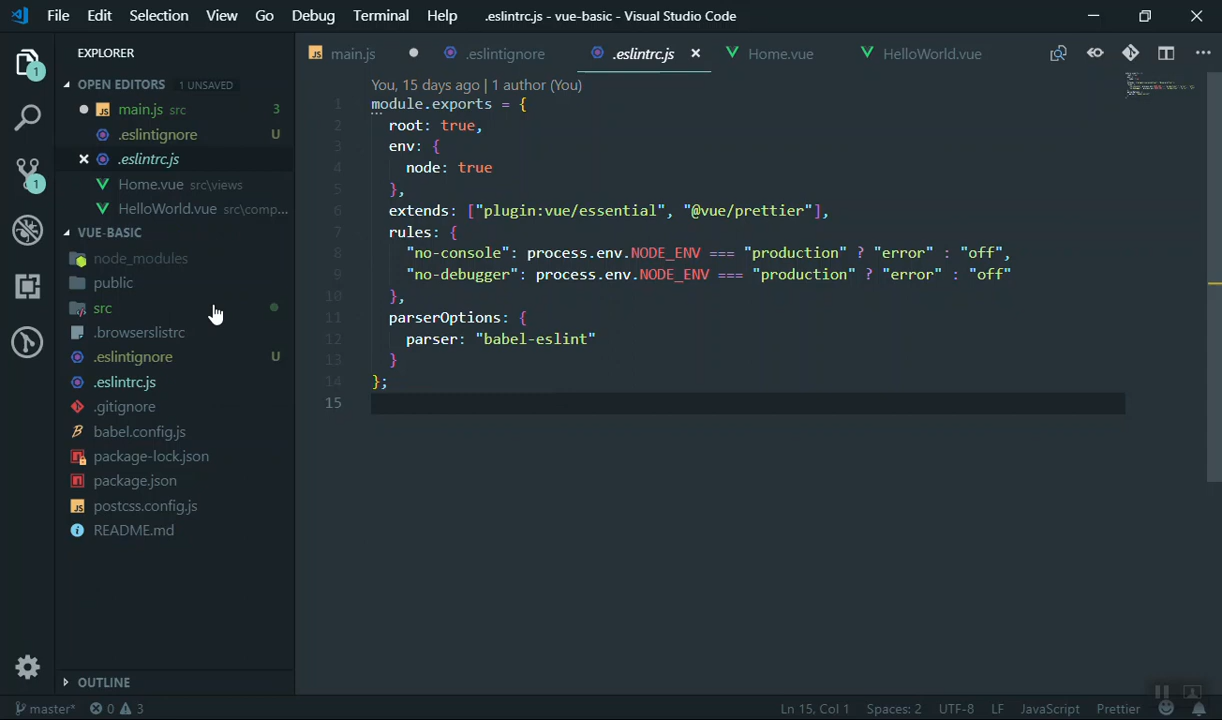 File Edit Selection View Go Debug Terminal Help .eslintrc.js - vue-basic - Visual Studio Code
EXPLORER
OPEN EDITORS 1 UNSAVED
main.js src 3
.eslintignore U
.eslintrc.js
Home.vue src\views
HelloWorld.vue src\comp...
VUE-BASIC
node_modules
public
src
.browserslistrc
.eslintignore U
.eslintrc.js
.gitignore
babel.config.js
package-lock.json
package.json
postcss.config.js
README.md
OUTLINE
1
1
main.js .eslintignore .eslintrc.js Home.vue HelloWorld.vue
You, 15 days ago | 1 author (You)
1 module.exports = {
2 root: true,
3 env: {
4 node: true
5 },
6 extends: ["plugin:vue/essential", "@vue/prettier"],
7 rules: {
8 "no-console": process.env.NODE_ENV === "production" ? "error" : "off",
9 "no-debugger": process.env.NODE_ENV === "production" ? "error" : "off"
10 },
11 parserOptions: {
12 parser: "babel-eslint"
13 }
14 };
15
master* 0 3 Ln 15, Col 1 Spaces: 2 UTF-8 LF JavaScript Prettier